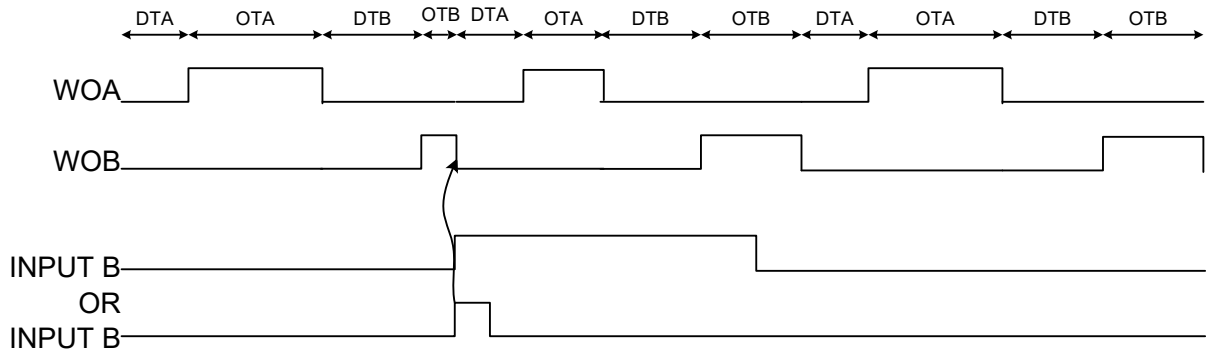 DTA OTA DTB OTB DTA OTA DTB OTB DTA OTA DTB OTB
WOA
WOB
INPUT B
OR
INPUT B